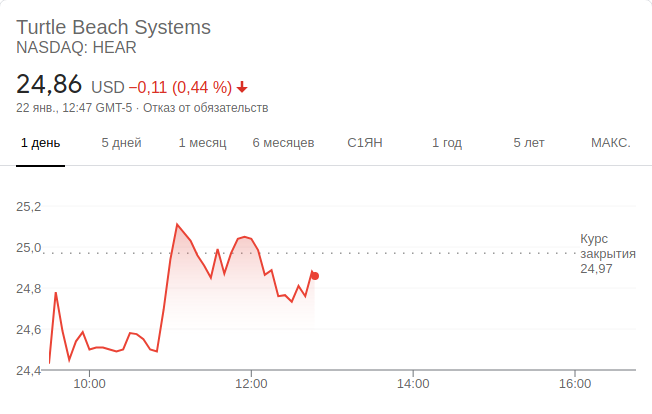 Turtle Beach Systems
NASDAQ: HEAR
24,86 USD −0,11 (0,44 %)
22 янв., 12:47 GMT-5 · Отказ от обязательств
1 день 5 дней 1 месяц 6 месяцев С1ЯН 1 год 5 лет МАКС.
25,2
25,0
24,8
24,6
24,4
Курс
закрытия
24,97
10:00 12:00 14:00 16:00